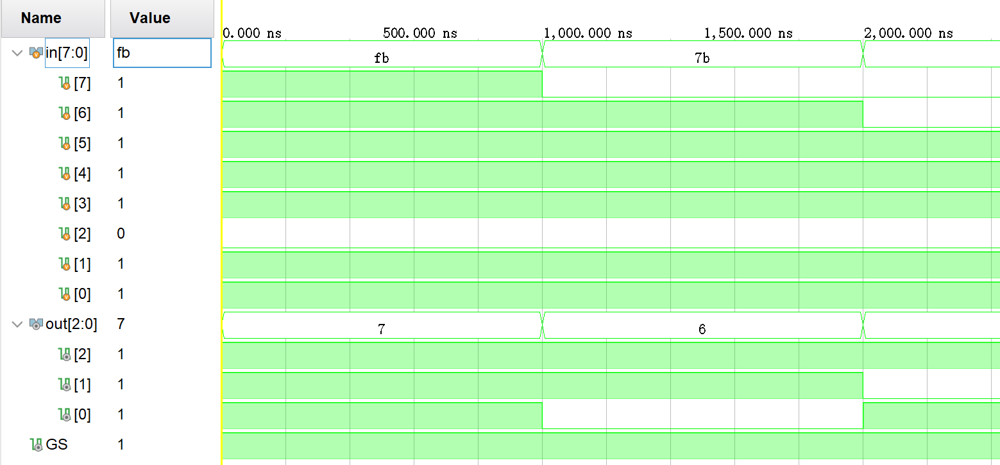 Name Value
0.000 ns 500.000 ns 1,000.000 ns 1,500.000 ns 2,000.000 ns
in[7:0] fb fb 7b
[7] 1
[6] 1
[5] 1
[4] 1
[3] 1
[2] 0
[1] 1
[0] 1
out[2:0] 7 7 6
[2] 1
[1] 1
[0] 1
GS 1